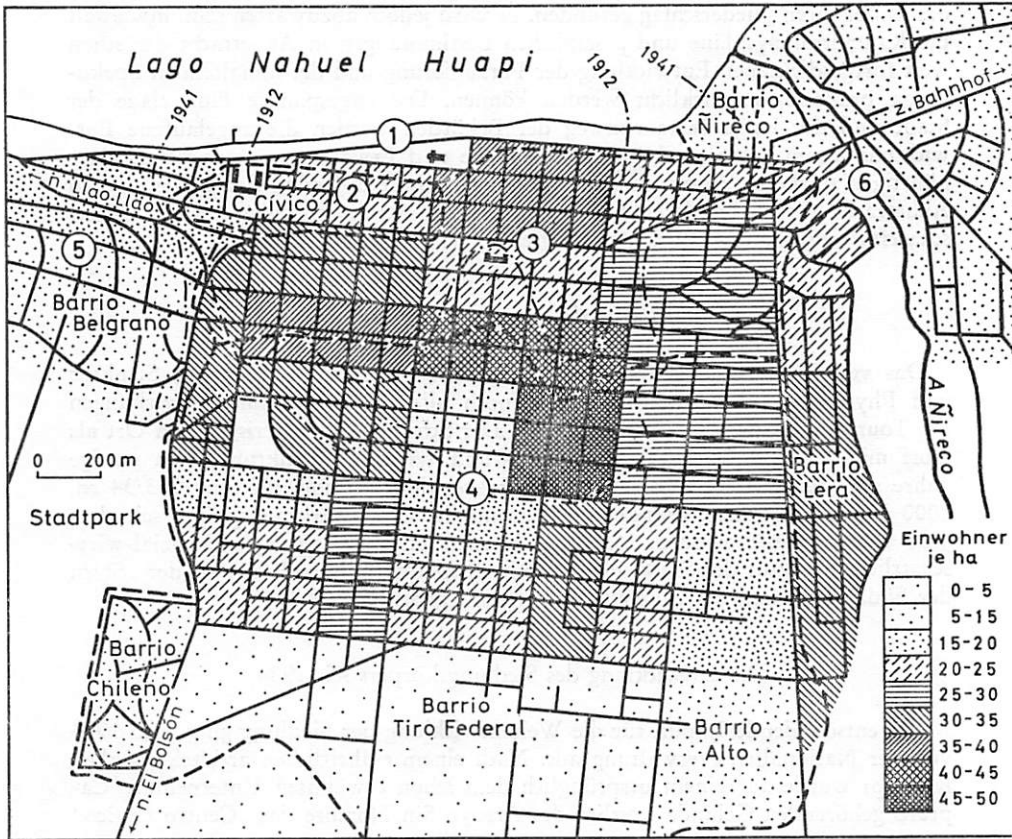 Lago Nahuel Huapi
1941
1912
1912
1941
Barrio
Ñireco
z. Bahnhof
1
2
3
4
5
6
n. Llao-Llao
C. Cívico
Barrio
Belgrano
A. Ñireco
0 200 m
Stadtpark
Barrio
Lera
Barrio
Chileno
n. El Bolsón
Barrio
Tiro Federal
Barrio
Alto
Einwohner
je ha
0 - 5
5 - 15
15 - 20
20 - 25
25 - 30
30 - 35
35 - 40
40 - 45
45 - 50